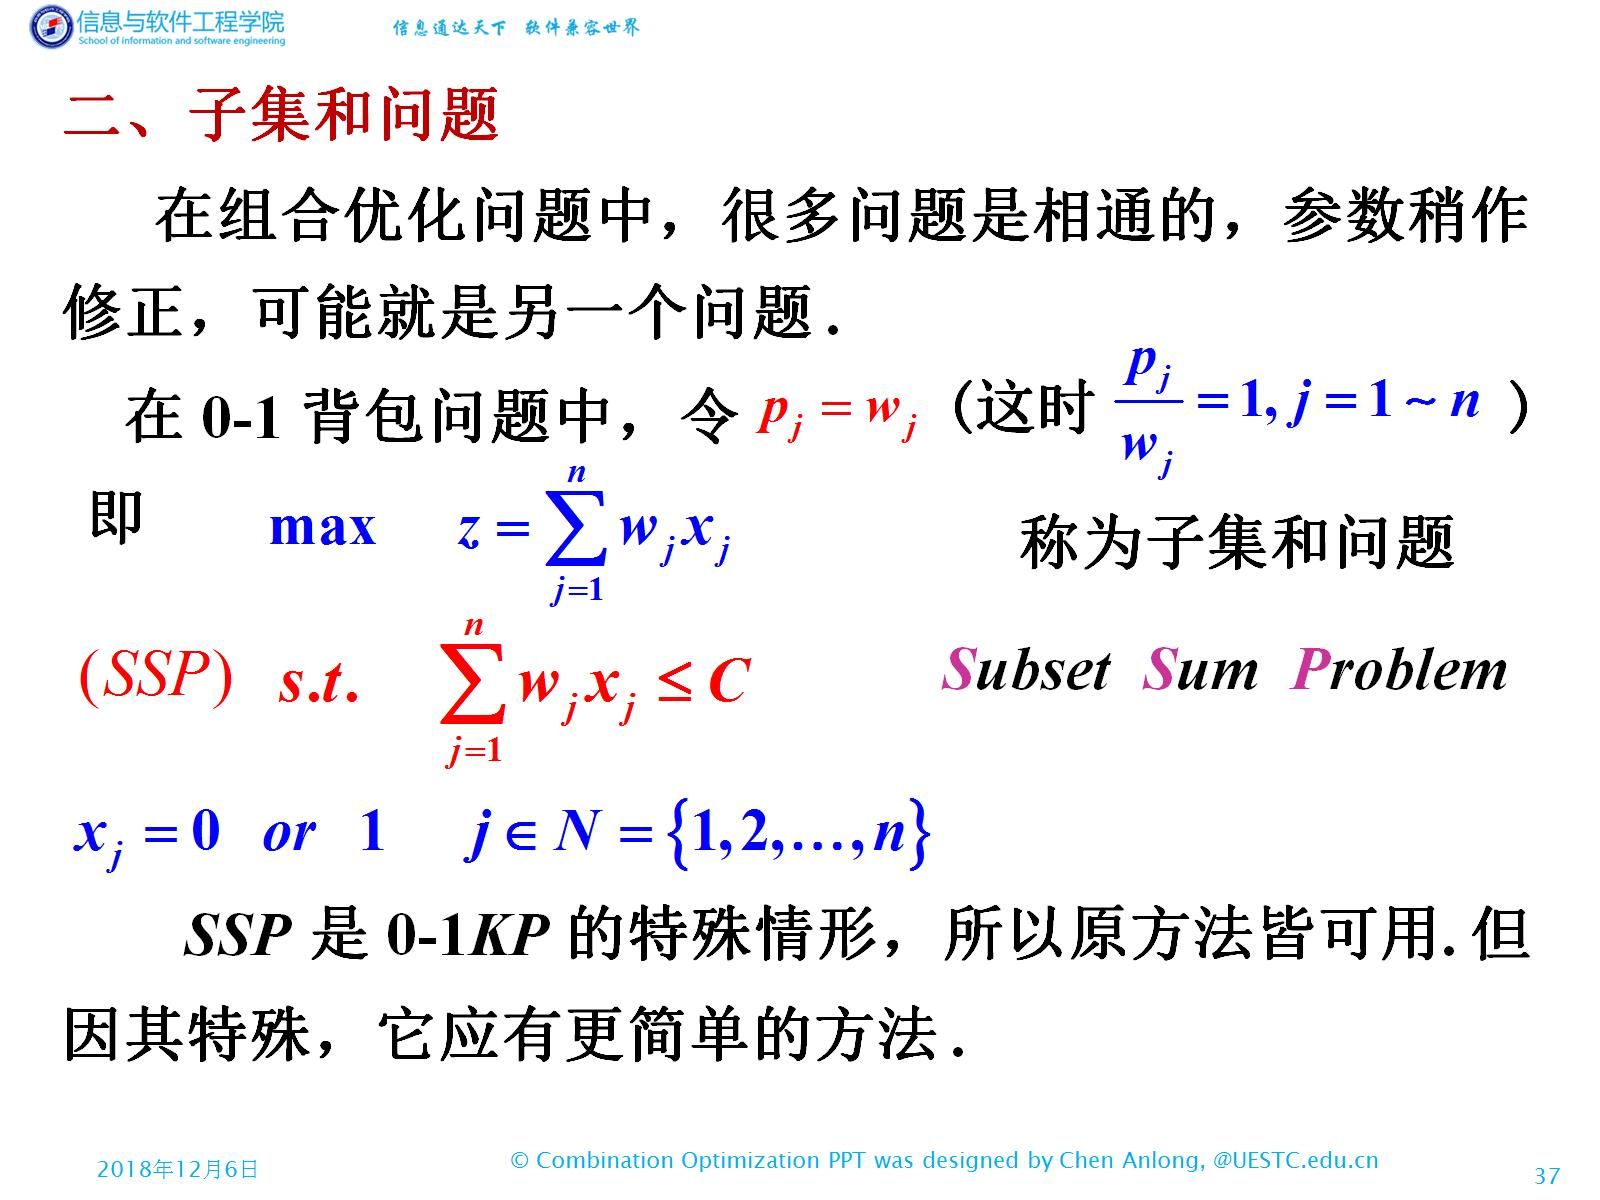 信息与软件工程学院
School of information and software engineering
信息通达天下 软件兼容世界
二、子集和问题
在组合优化问题中，很多问题是相通的，参数稍作
修正，可能就是另一个问题.
在 0-1 背包问题中，令 p_j = w_j (这时 p_j / w_j = 1, j = 1 ~ n )
即 max z = ∑_{j=1}^{n} w_j x_j 称为子集和问题
(SSP) s.t. ∑_{j=1}^{n} w_j x_j ≤ C Subset Sum Problem
x_j = 0 or 1 j ∈ N = {1, 2, …, n}
SSP 是 0-1KP 的特殊情形，所以原方法皆可用. 但
因其特殊，它应有更简单的方法.
2018年12月6日 © Combination Optimization PPT was designed by Chen Anlong, @UESTC.edu.cn 37